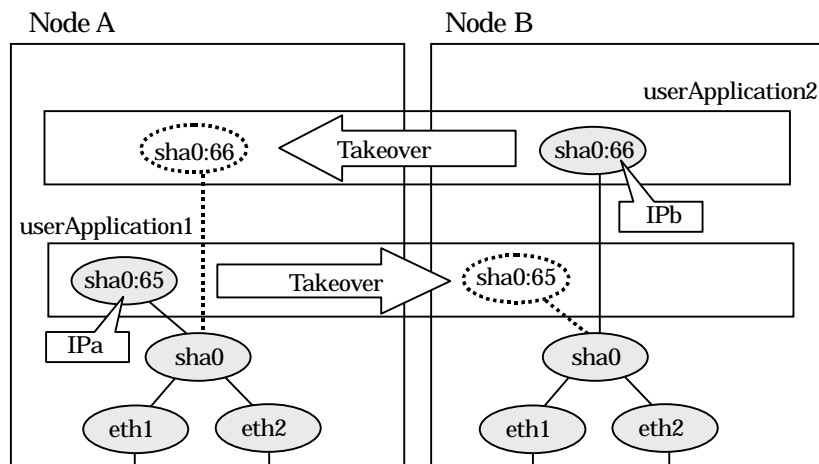 Node A
Node B
userApplication2
sha0:66
Takeover
sha0:66
IPb
userApplication1
sha0:65
Takeover
sha0:65
IPa
sha0
sha0
eth1
eth2
eth1
eth2